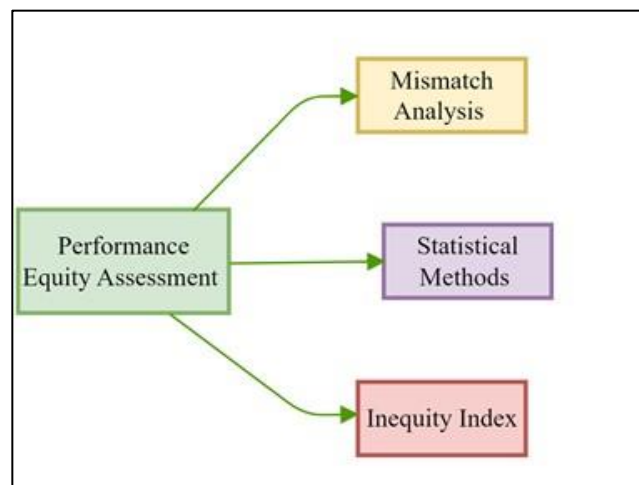 Mismatch
Analysis
Performance
Equity Assessment
Statistical
Methods
Inequity Index